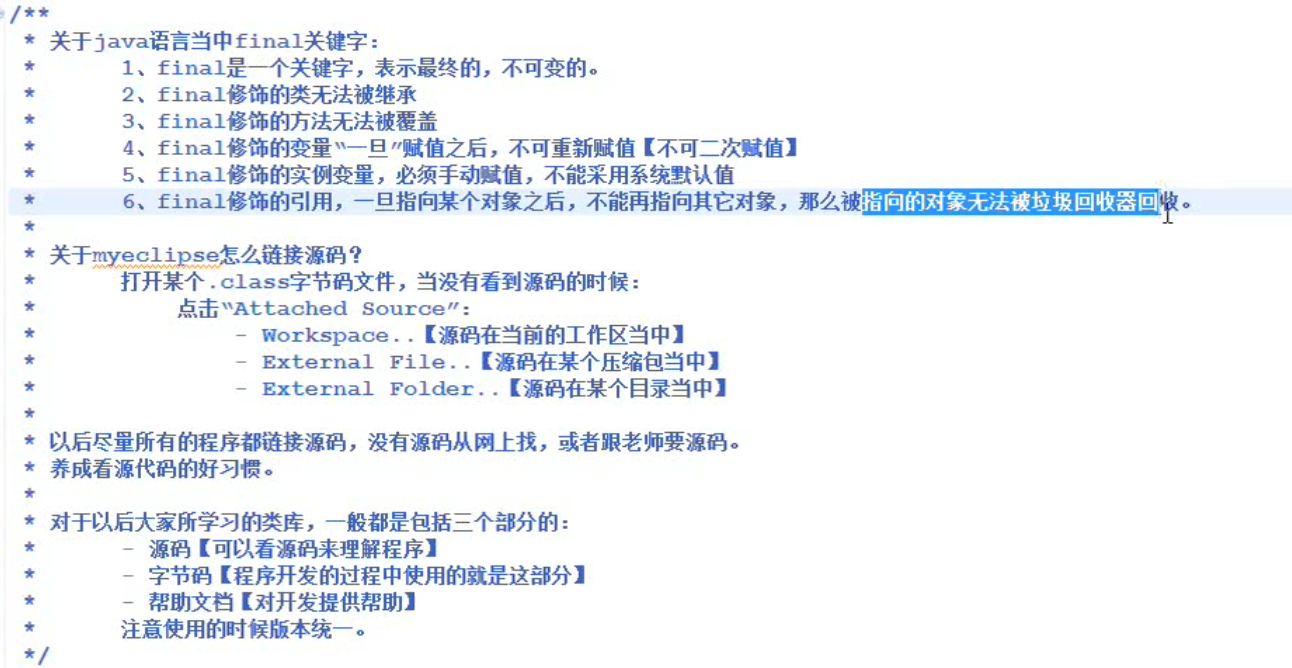 /**
* 关于java语言当中final关键字：
* 1、final是一个关键字，表示最终的，不可变的。
* 2、final修饰的类无法被继承
* 3、final修饰的方法无法被覆盖
* 4、final修饰的变量“一旦”赋值之后，不可重新赋值【不可二次赋值】
* 5、final修饰的实例变量，必须手动赋值，不能采用系统默认值
* 6、final修饰的引用，一旦指向某个对象之后，不能再指向其它对象，那么被指向的对象无法被垃圾回收器回收。
*
* 关于myeclipse怎么链接源码？
* 打开某个.class字节码文件，当没有看到源码的时候：
* 点击“Attached Source”：
* - Workspace..【源码在当前的工作区当中】
* - External File..【源码在某个压缩包当中】
* - External Folder..【源码在某个目录当中】
*
* 以后尽量所有的程序都链接源码，没有源码从网上找，或者跟老师要源码。
* 养成看源代码的好习惯。
*
* 对于以后大家所学习的类库，一般都是包括三个部分的：
* - 源码【可以看源码来理解程序】
* - 字节码【程序开发的过程中使用的就是这部分】
* - 帮助文档【对开发提供帮助】
* 注意使用的时候版本统一。
*/